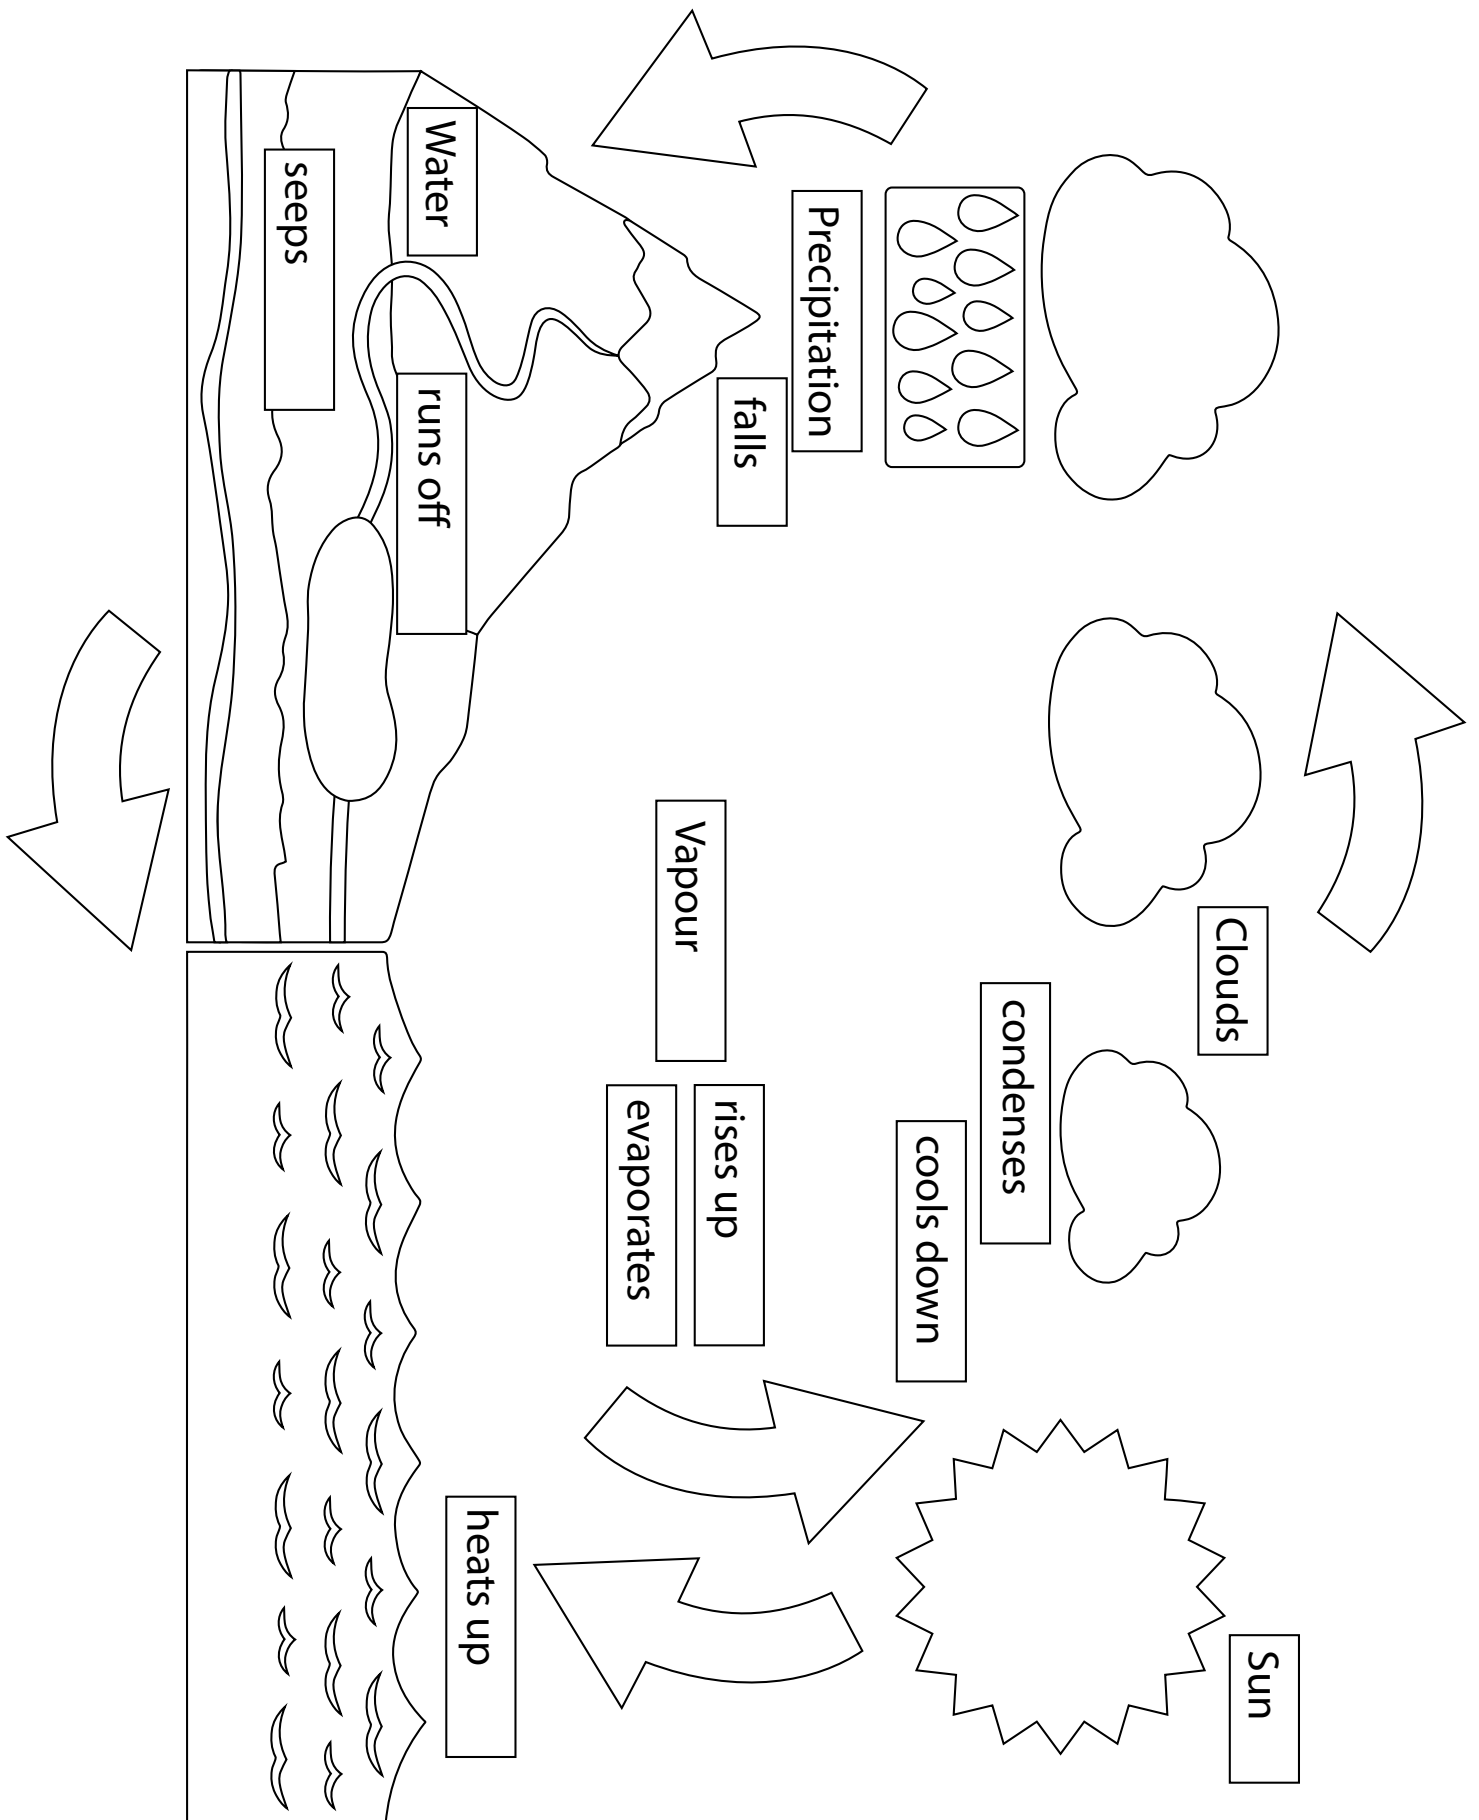 Clouds
Sun
condenses
cools down
Precipitation
falls
rises up
Vapour
evaporates
heats up
Water
runs off
seeps